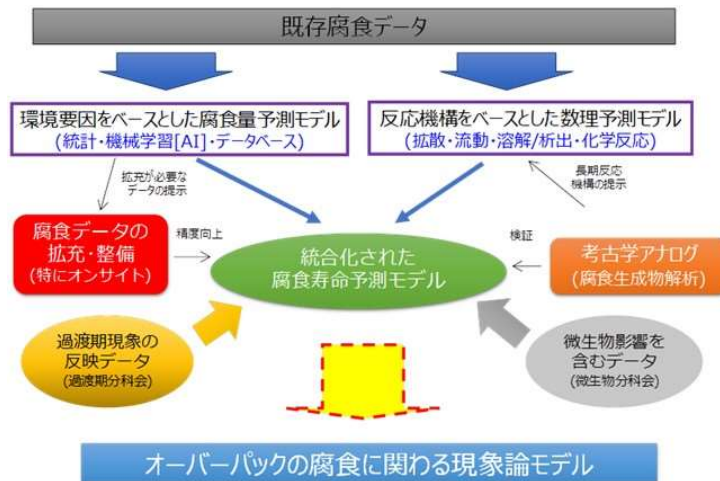 既存腐食データ
環境要因をベースとした腐食量予測モデル
(統計・機械学習[AI]・データベース)
反応機構をベースとした数理予測モデル
(拡散・流動・溶解/析出・化学反応)
拡充が必要な
データの提示
長期反応
機構の提示
腐食データの
拡充・整備
(特にオンサイト)
精度向上
統合化された
腐食寿命予測モデル
検証
考古学アナログ
(腐食生成物解析)
過渡期現象の
反映データ
(過渡期分科会)
微生物影響を
含むデータ
(微生物分科会)
オーバーパックの腐食に関わる現象論モデル